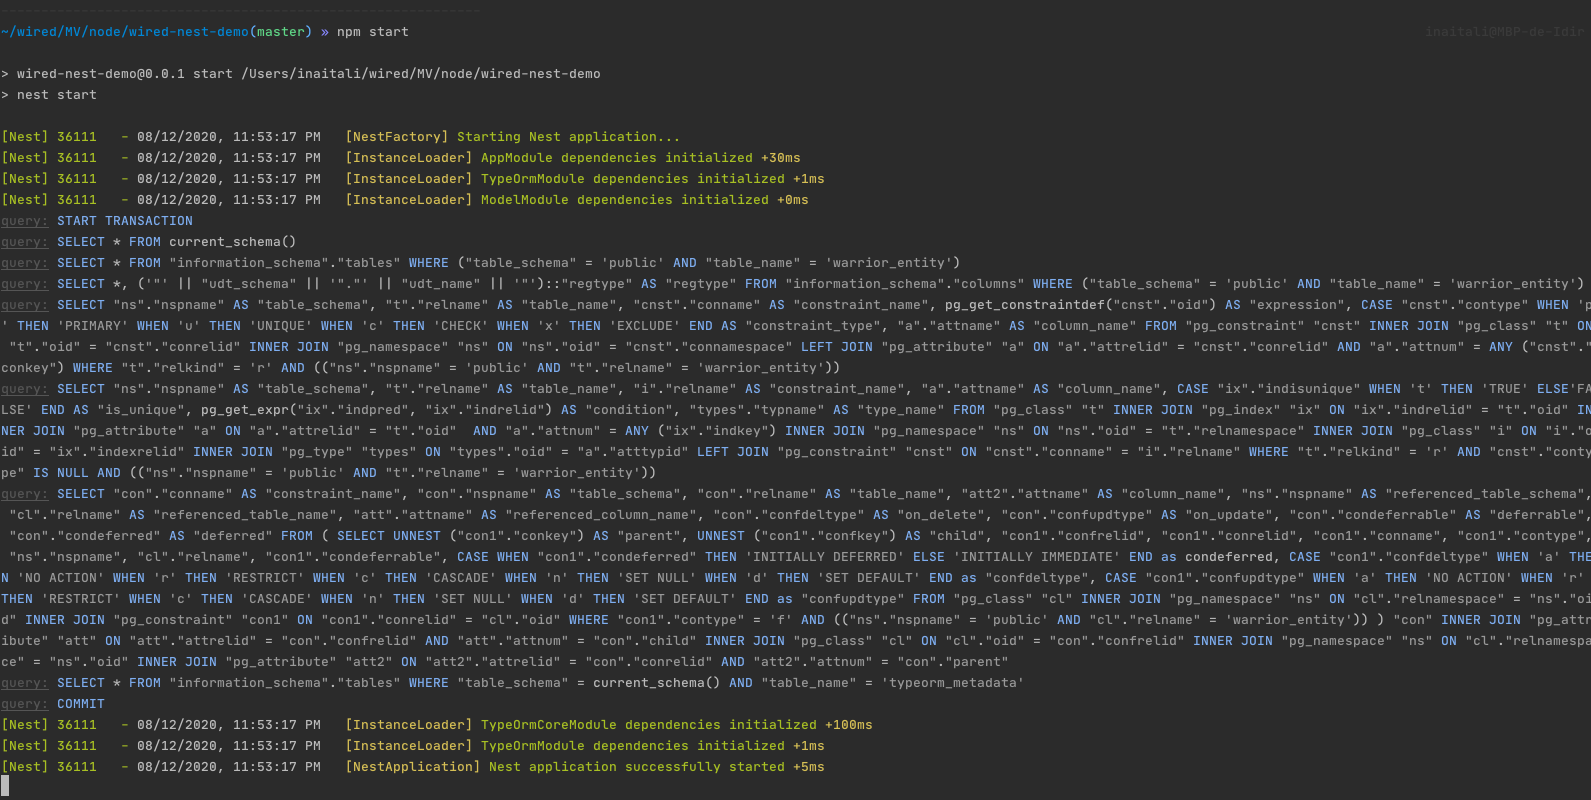 ~/wired/MV/node/wired-nest-demo(master) » npm start inaitali@MBP-de-Idir
> wired-nest-demo@0.0.1 start /Users/inaitali/wired/MV/node/wired-nest-demo
> nest start
[Nest] 36111   - 08/12/2020, 11:53:17 PM   [NestFactory] Starting Nest application...
[Nest] 36111   - 08/12/2020, 11:53:17 PM   [InstanceLoader] AppModule dependencies initialized +30ms
[Nest] 36111   - 08/12/2020, 11:53:17 PM   [InstanceLoader] TypeOrmModule dependencies initialized +1ms
[Nest] 36111   - 08/12/2020, 11:53:17 PM   [InstanceLoader] ModelModule dependencies initialized +0ms
query: START TRANSACTION
query: SELECT * FROM current_schema()
query: SELECT * FROM "information_schema"."tables" WHERE ("table_schema" = 'public' AND "table_name" = 'warrior_entity')
query: SELECT *, ('"' || "udt_schema" || '"."' || "udt_name" || '"')::"regtype" AS "regtype" FROM "information_schema"."columns" WHERE ("table_schema" = 'public' AND "table_name" = 'warrior_entity')
query: SELECT "ns"."nspname" AS "table_schema", "t"."relname" AS "table_name", "cnst"."conname" AS "constraint_name", pg_get_constraintdef("cnst"."oid") AS "expression", CASE "cnst"."contype" WHEN 'p
' THEN 'PRIMARY' WHEN 'u' THEN 'UNIQUE' WHEN 'c' THEN 'CHECK' WHEN 'x' THEN 'EXCLUDE' END AS "constraint_type", "a"."attname" AS "column_name" FROM "pg_constraint" "cnst" INNER JOIN "pg_class" "t" ON
"t"."oid" = "cnst"."conrelid" INNER JOIN "pg_namespace" "ns" ON "ns"."oid" = "cnst"."connamespace" LEFT JOIN "pg_attribute" "a" ON "a"."attrelid" = "cnst"."conrelid" AND "a"."attnum" = ANY ("cnst"."
conkey") WHERE "t"."relkind" = 'r' AND (("ns"."nspname" = 'public' AND "t"."relname" = 'warrior_entity'))
query: SELECT "ns"."nspname" AS "table_schema", "t"."relname" AS "table_name", "i"."relname" AS "constraint_name", "a"."attname" AS "column_name", CASE "ix"."indisunique" WHEN 't' THEN 'TRUE' ELSE'FA
LSE' END AS "is_unique", pg_get_expr("ix"."indpred", "ix"."indrelid") AS "condition", "types"."typname" AS "type_name" FROM "pg_class" "t" INNER JOIN "pg_index" "ix" ON "ix"."indrelid" = "t"."oid" IN
NER JOIN "pg_attribute" "a" ON "a"."attrelid" = "t"."oid"  AND "a"."attnum" = ANY ("ix"."indkey") INNER JOIN "pg_namespace" "ns" ON "ns"."oid" = "t"."relnamespace" INNER JOIN "pg_class" "i" ON "i"."o
id" = "ix"."indexrelid" INNER JOIN "pg_type" "types" ON "types"."oid" = "a"."atttypid" LEFT JOIN "pg_constraint" "cnst" ON "cnst"."conname" = "i"."relname" WHERE "t"."relkind" = 'r' AND "cnst"."conty
pe" IS NULL AND (("ns"."nspname" = 'public' AND "t"."relname" = 'warrior_entity'))
query: SELECT "con"."conname" AS "constraint_name", "con"."nspname" AS "table_schema", "con"."relname" AS "table_name", "att2"."attname" AS "column_name", "ns"."nspname" AS "referenced_table_schema",
"cl"."relname" AS "referenced_table_name", "att"."attname" AS "referenced_column_name", "con"."confdeltype" AS "on_delete", "con"."confupdtype" AS "on_update", "con"."condeferrable" AS "deferrable",
"con"."condeferred" AS "deferred" FROM ( SELECT UNNEST ("con1"."conkey") AS "parent", UNNEST ("con1"."confkey") AS "child", "con1"."confrelid", "con1"."conrelid", "con1"."conname", "con1"."contype",
"ns"."nspname", "cl"."relname", "con1"."condeferrable", CASE WHEN "con1"."condeferred" THEN 'INITIALLY DEFERRED' ELSE 'INITIALLY IMMEDIATE' END as condeferred, CASE "con1"."confdeltype" WHEN 'a' THE
N 'NO ACTION' WHEN 'r' THEN 'RESTRICT' WHEN 'c' THEN 'CASCADE' WHEN 'n' THEN 'SET NULL' WHEN 'd' THEN 'SET DEFAULT' END as "confdeltype", CASE "con1"."confupdtype" WHEN 'a' THEN 'NO ACTION' WHEN 'r'
THEN 'RESTRICT' WHEN 'c' THEN 'CASCADE' WHEN 'n' THEN 'SET NULL' WHEN 'd' THEN 'SET DEFAULT' END as "confupdtype" FROM "pg_class" "cl" INNER JOIN "pg_namespace" "ns" ON "cl"."relnamespace" = "ns"."oi
d" INNER JOIN "pg_constraint" "con1" ON "con1"."conrelid" = "cl"."oid" WHERE "con1"."contype" = 'f' AND (("ns"."nspname" = 'public' AND "cl"."relname" = 'warrior_entity')) ) "con" INNER JOIN "pg_attr
ibute" "att" ON "att"."attrelid" = "con"."confrelid" AND "att"."attnum" = "con"."child" INNER JOIN "pg_class" "cl" ON "cl"."oid" = "con"."confrelid" INNER JOIN "pg_namespace" "ns" ON "cl"."relnamespa
ce" = "ns"."oid" INNER JOIN "pg_attribute" "att2" ON "att2"."attrelid" = "con"."conrelid" AND "att2"."attnum" = "con"."parent"
query: SELECT * FROM "information_schema"."tables" WHERE "table_schema" = current_schema() AND "table_name" = 'typeorm_metadata'
query: COMMIT
[Nest] 36111   - 08/12/2020, 11:53:17 PM   [InstanceLoader] TypeOrmCoreModule dependencies initialized +100ms
[Nest] 36111   - 08/12/2020, 11:53:17 PM   [InstanceLoader] TypeOrmModule dependencies initialized +1ms
[Nest] 36111   - 08/12/2020, 11:53:17 PM   [NestApplication] Nest application successfully started +5ms